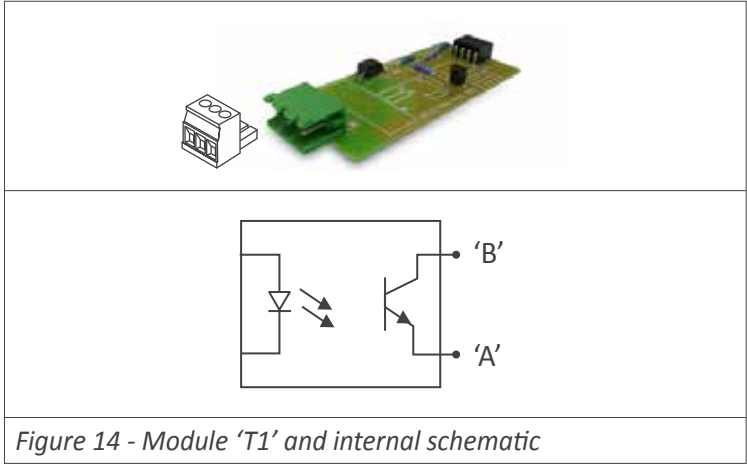 ‘B’
‘A’
Figure 14 - Module ‘T1’ and internal schematic